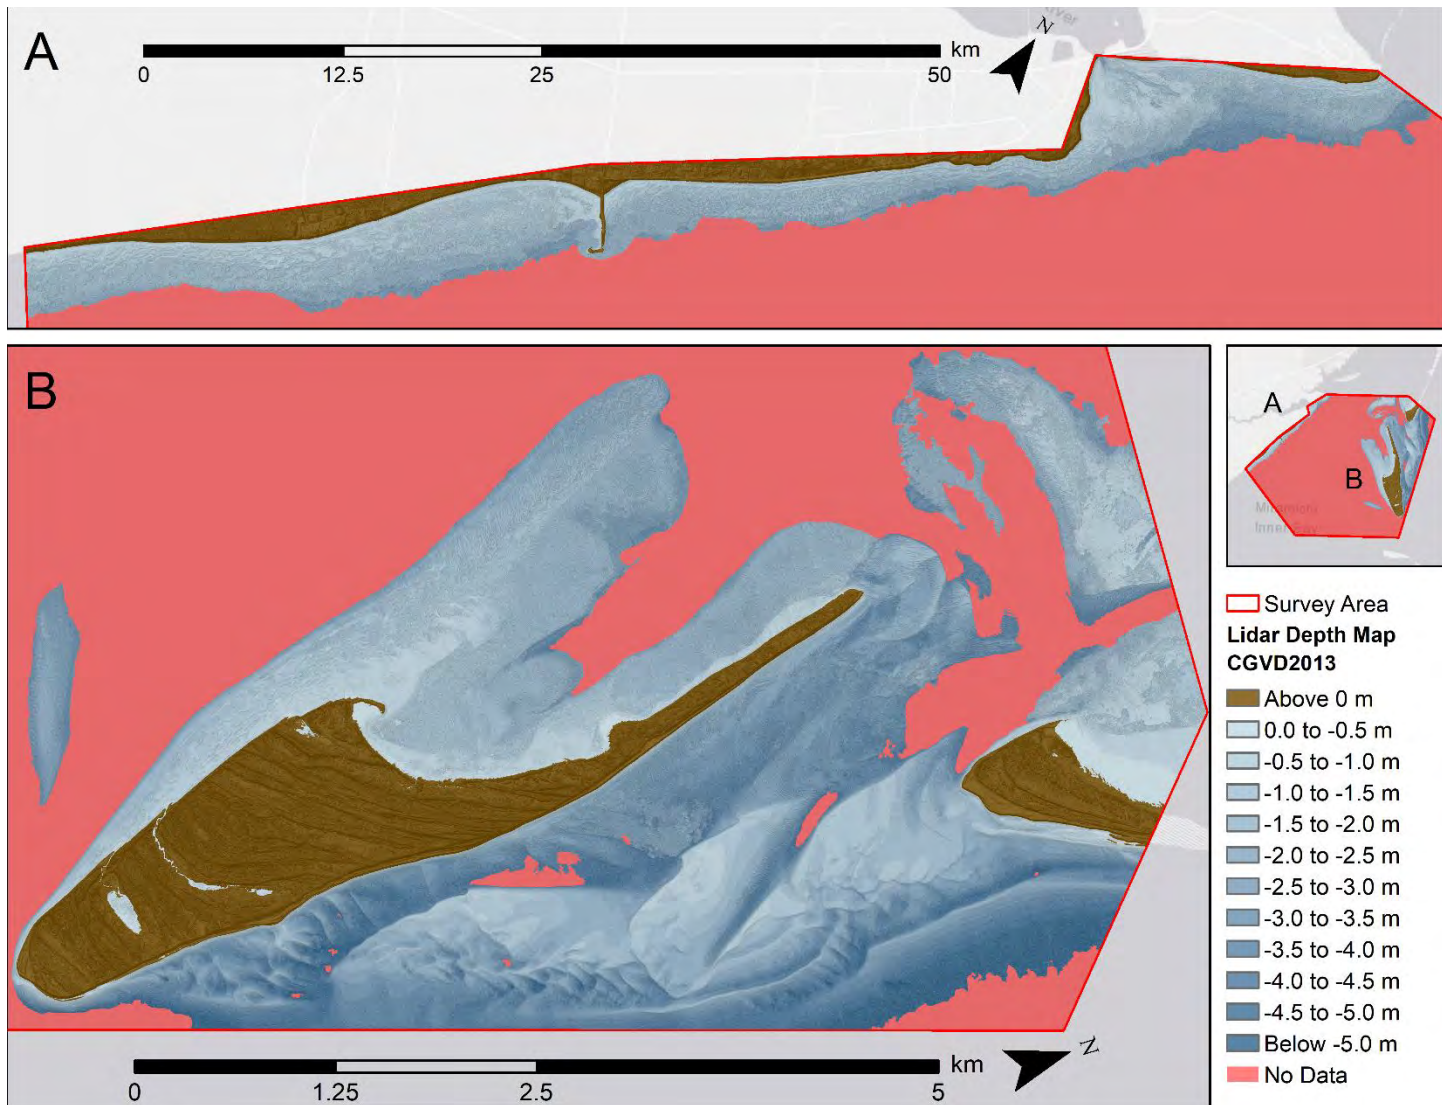 A
N
River
km
0 12.5 25 50
B
A
B
Miramichi
Inner Bay
Survey Area
Lidar Depth Map
CGVD2013
Above 0 m
0.0 to -0.5 m
-0.5 to -1.0 m
-1.0 to -1.5 m
-1.5 to -2.0 m
-2.0 to -2.5 m
-2.5 to -3.0 m
-3.0 to -3.5 m
-3.5 to -4.0 m
-4.0 to -4.5 m
-4.5 to -5.0 m
Below -5.0 m
No Data
N
km
0 1.25 2.5 5